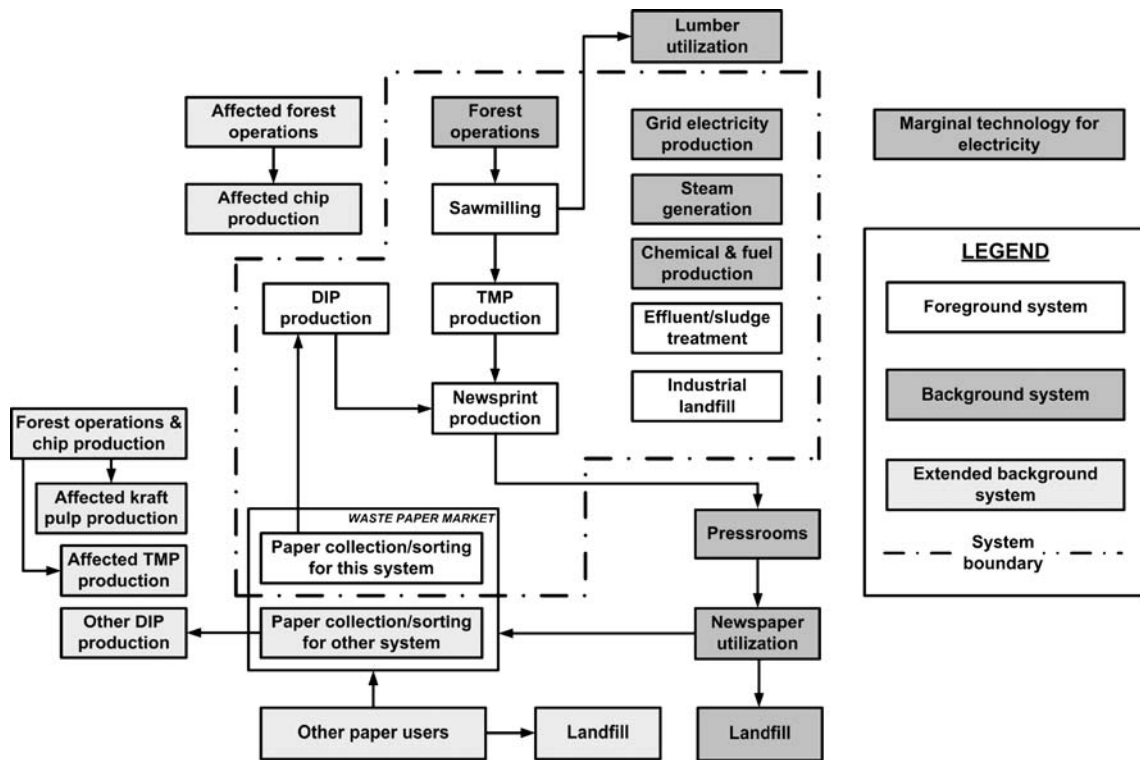 Lumber
utilization
Affected forest
operations
Forest
operations
Grid electricity
production
Marginal technology for
electricity
Affected chip
production
Sawmilling
Steam
generation
Chemical & fuel
production
LEGEND
DIP
production
TMP
production
Effluent/sludge
treatment
Foreground system
Newsprint
production
Industrial
landfill
Background system
Forest operations &
chip production
Affected kraft
pulp production
Extended background
system
WASTE PAPER MARKET
Pressrooms
System
boundary
Affected TMP
production
Paper collection/sorting
for this system
Other DIP
production
Paper collection/sorting
for other system
Newspaper
utilization
Other paper users
Landfill
Landfill